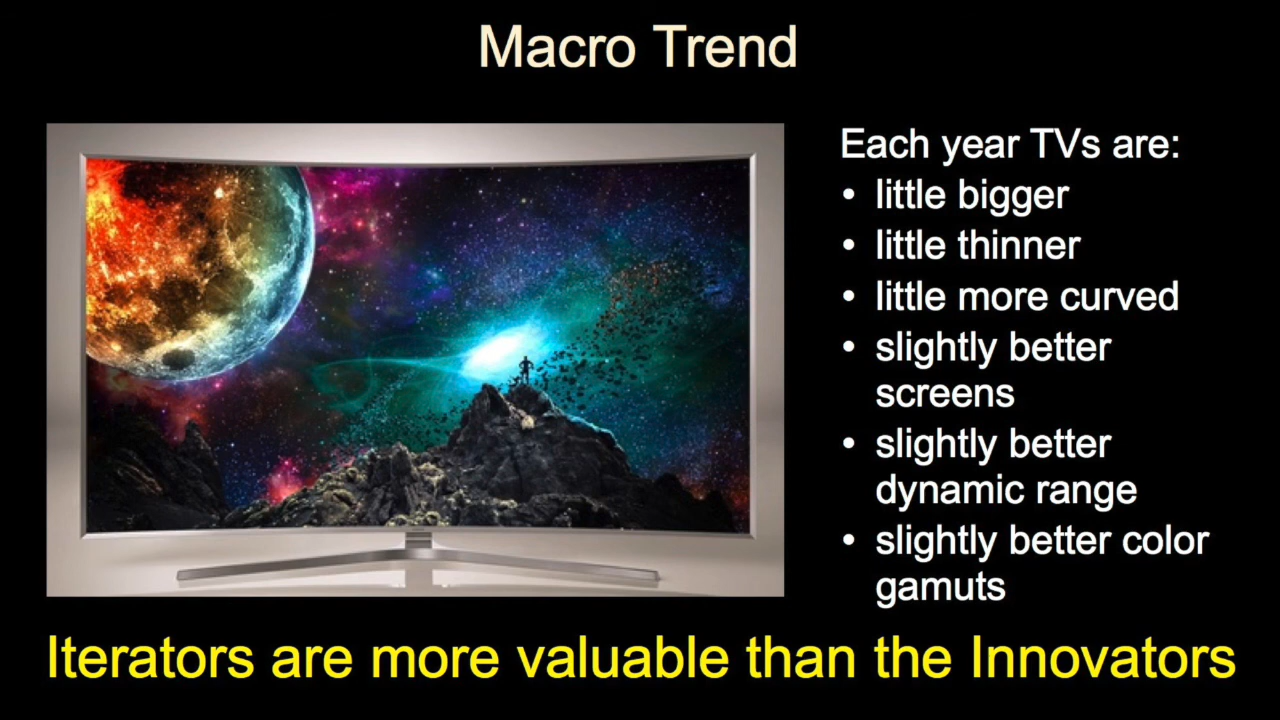 Macro Trend
Each year TVs are:
• little bigger
• little thinner
• little more curved
• slightly better
screens
• slightly better
dynamic range
• slightly better color
gamuts
Iterators are more valuable than the Innovators